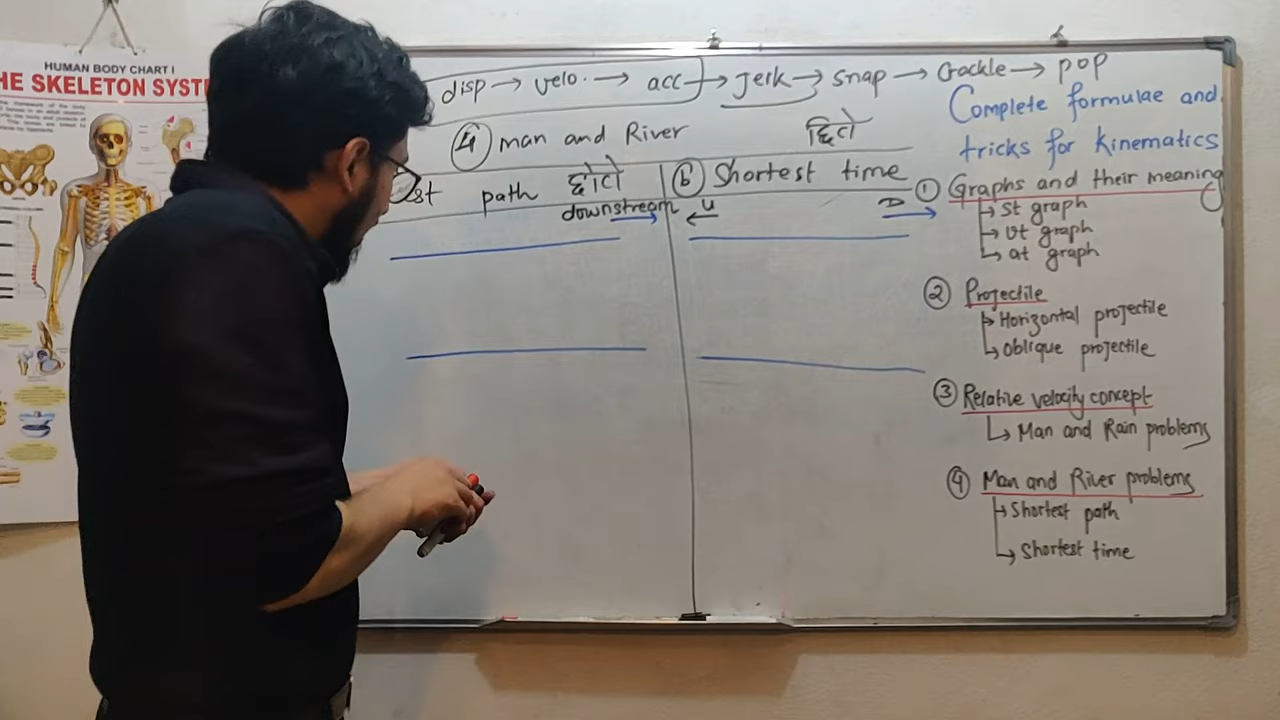 HUMAN BODY CHART I
HE SKELETON SYST
disp → velo. → acc → Jerk → snap → Crackle → pop
④ man and River
st path छोटो
ⓑ Shortest time
downstream
U
D
Complete formulae and
tricks for kinematics
① Graphs and their meaning
st graph
vt graph
at graph
② Projectile
Horizontal projectile
Oblique projectile
③ Relative velocity concept
Man and Rain problems
④ Man and River problems
Shortest path
Shortest time